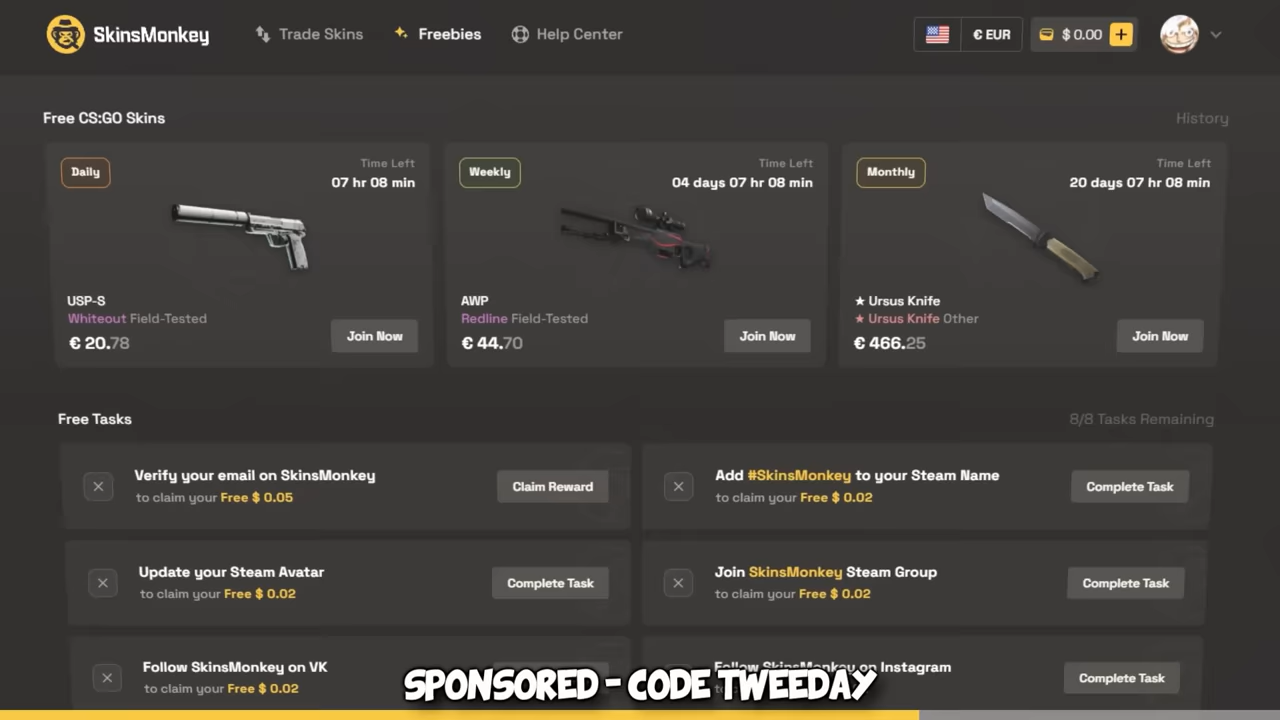 SkinsMonkey
Trade Skins
Freebies
Help Center
€ EUR
$ 0.00
Free CS:GO Skins
History
Daily
Time Left
07 hr 08 min
USP-S
Whiteout Field-Tested
€ 20.78
Join Now
Weekly
Time Left
04 days 07 hr 08 min
AWP
Redline Field-Tested
€ 44.70
Join Now
Monthly
Time Left
20 days 07 hr 08 min
★ Ursus Knife
★ Ursus Knife Other
€ 466.25
Join Now
Free Tasks
8/8 Tasks Remaining
Verify your email on SkinsMonkey
to claim your Free $ 0.05
Claim Reward
Add #SkinsMonkey to your Steam Name
to claim your Free $ 0.02
Complete Task
Update your Steam Avatar
to claim your Free $ 0.02
Complete Task
Join SkinsMonkey Steam Group
to claim your Free $ 0.02
Complete Task
Follow SkinsMonkey on VK
to claim your Free $ 0.02
Follow SkinsMonkey on Instagram
Complete Task
SPONSORED - CODE TWEEDAY